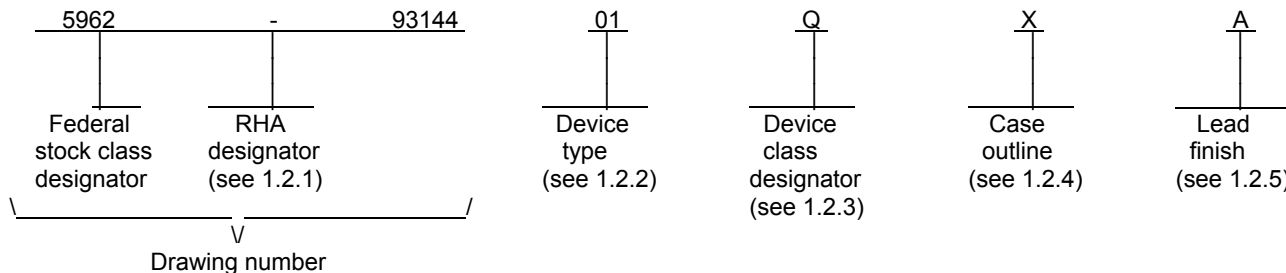 5962 - 93144 01 Q X A
Federal stock class designator
RHA designator (see 1.2.1)
Device type (see 1.2.2)
Device class designator (see 1.2.3)
Case outline (see 1.2.4)
Lead finish (see 1.2.5)
Drawing number